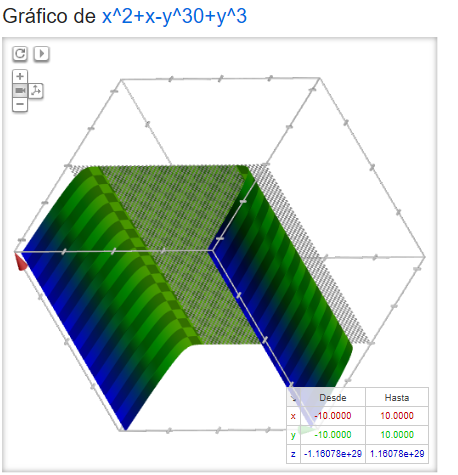 Gráfico de x^2+x-y^30+y^3
Desde Hasta
x -10.0000 10.0000
y -10.0000 10.0000
z -1.16078e+29 1.16078e+29